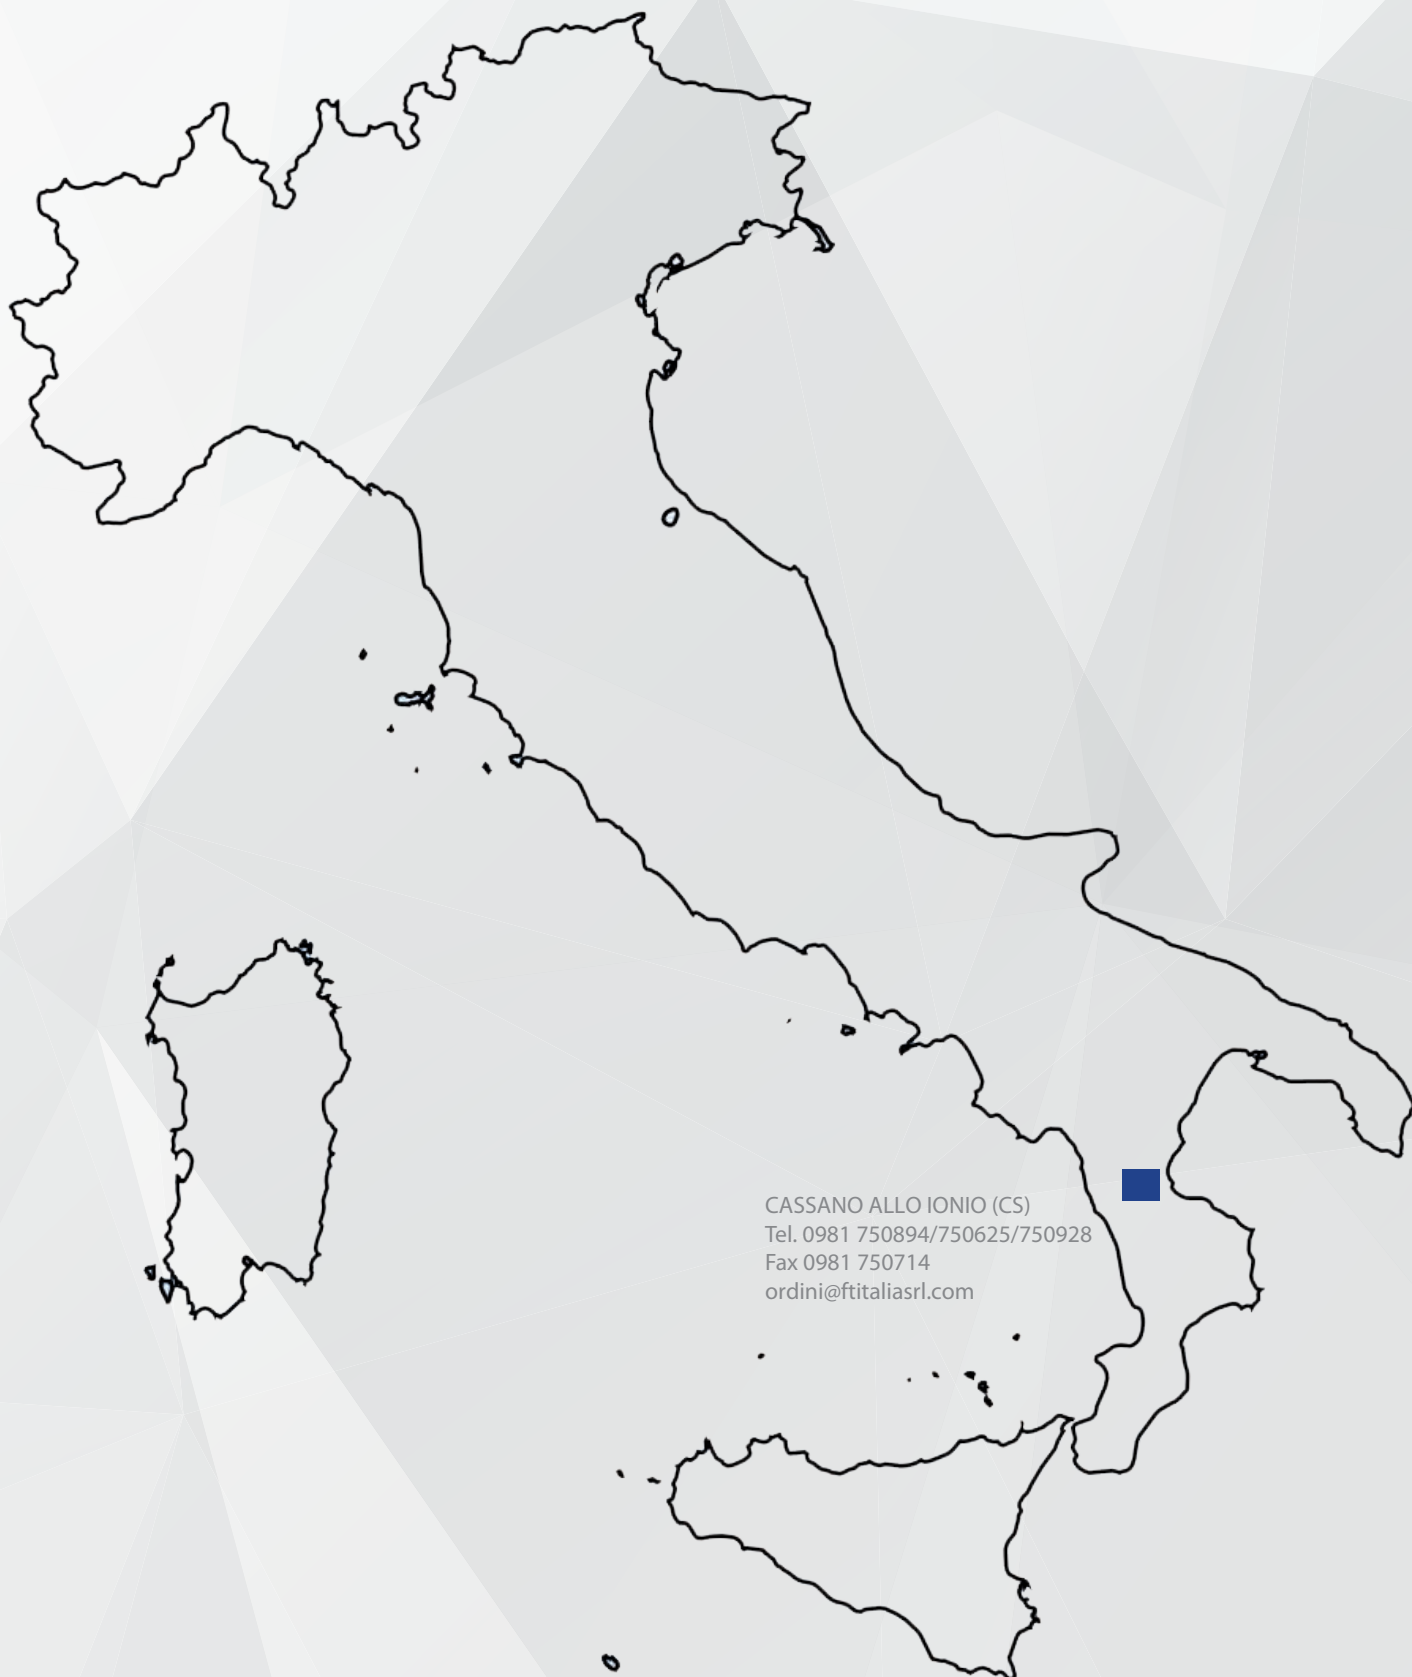 CASSANO ALLO IONIO (CS)
Tel. 0981 750894/750625/750928
Fax 0981 750714
ordini@ftitaliasrl.com